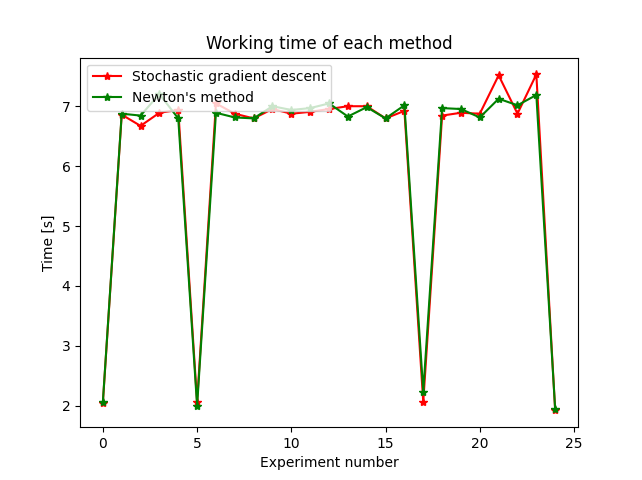 Working time of each method
Stochastic gradient descent
Newton's method
7
6
5
4
3
2
Time [s]
0
5
10
15
20
25
Experiment number